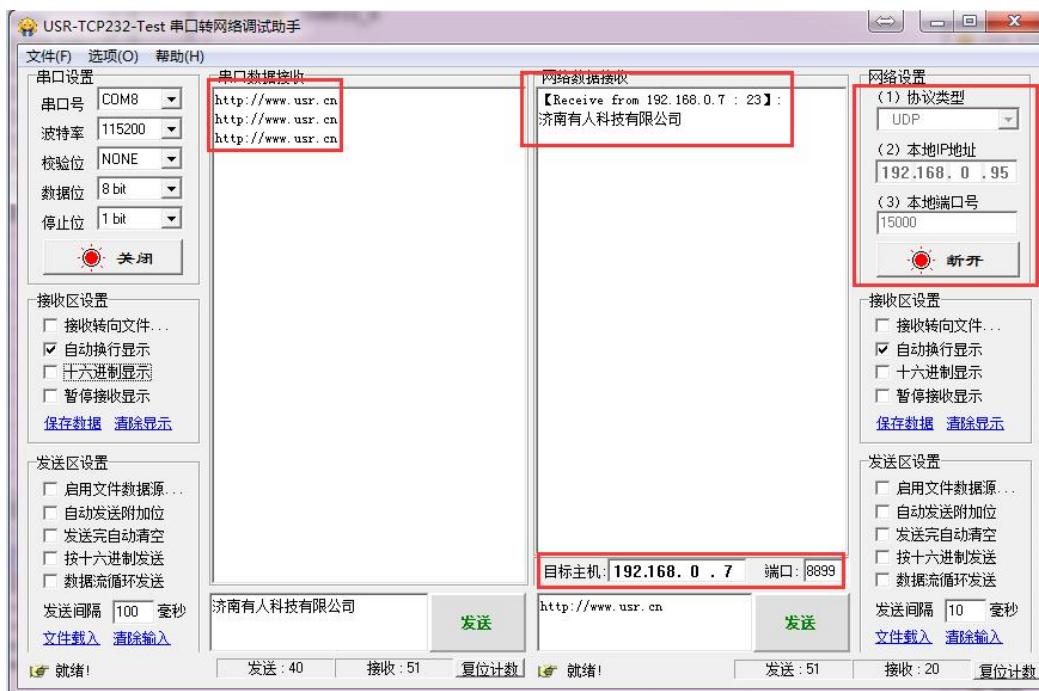 USR-TCP232-Test 串口转网络调试助手
文件(F) 选项(O) 帮助(H)
串口设置
串口号 COM8
波特率 115200
校验位 NONE
数据位 8 bit
停止位 1 bit
关闭
接收区设置
接收转向文件...
自动换行显示
十六进制显示
暂停接收显示
保存数据 清除显示
发送区设置
启用文件数据源...
自动发送附加位
发送完自动清空
按十六进制发送
数据流循环发送
发送间隔 100 毫秒
文件载入 清除输入
就绪!
串口数据接收
http://www.usr.cn
http://www.usr.cn
http://www.usr.cn
济南有人科技有限公司
发送
发送:40 接收:51 复位计数
网络数据接收
【Receive from 192.168.0.7 : 23】:
济南有人科技有限公司
目标主机: 192.168. 0 . 7 端口: 8899
http://www.usr.cn
发送
就绪!
发送:51 接收:20 复位计数
网络设置
(1) 协议类型
UDP
(2) 本地IP地址
192.168. 0 .95
(3) 本地端口号
15000
断开
接收区设置
接收转向文件...
自动换行显示
十六进制显示
暂停接收显示
保存数据 清除显示
发送区设置
启用文件数据源...
自动发送附加位
发送完自动清空
按十六进制发送
数据流循环发送
发送间隔 10 毫秒
文件载入 清除输入